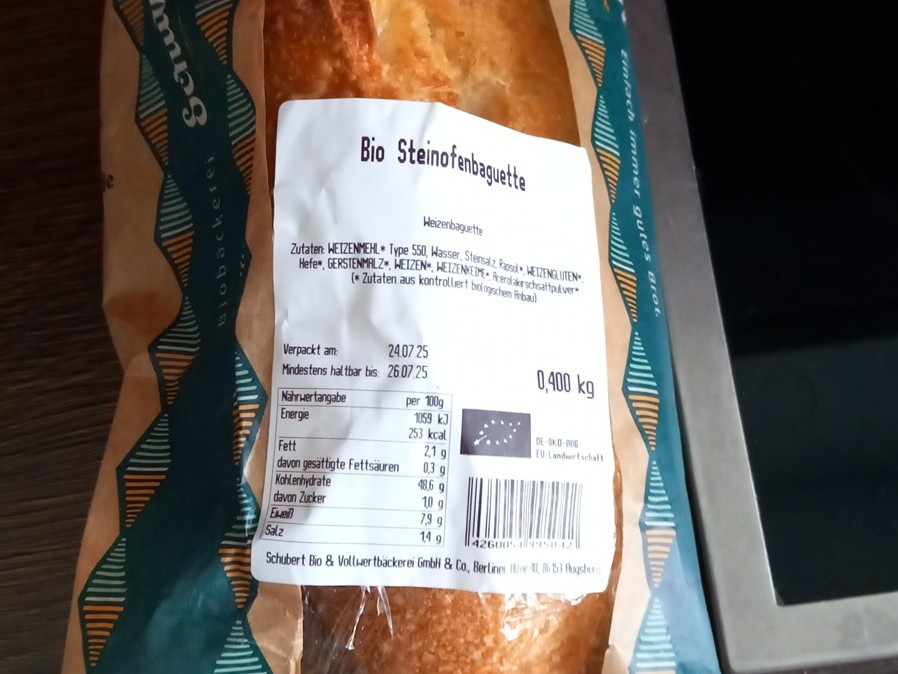 Biobäckerei
einfach immer gutes Brot.
Bio Steinofenbaguette
Weizenbaguette
Zutaten: WEIZENMEHL* Type 550, Wasser, Steinsalz, Rapsöl*, WEIZENGLUTEN*,
Hefe*, GERSTENMALZ*, WEIZEN*, WEIZENKEIME*, Acerolakirschsaftpulver*
(* Zutaten aus kontrolliert biologischem Anbau)
Verpackt am: 24.07.25
Mindestens haltbar bis: 26.07.25
0,400 kg
Nährwertangabe per 100g
Energie 1059 kJ
253 kcal
Fett 2,1 g
davon gesättigte Fettsäuren 0,3 g
Kohlenhydrate 48,6 g
davon Zucker 1,0 g
Eiweiß 7,9 g
Salz 1,4 g
DE-ÖKO-006
EU Landwirtschaft
Schubert Bio & Vollwertbäckerei GmbH & Co., Berliner Allee 40, 86153 Augsburg